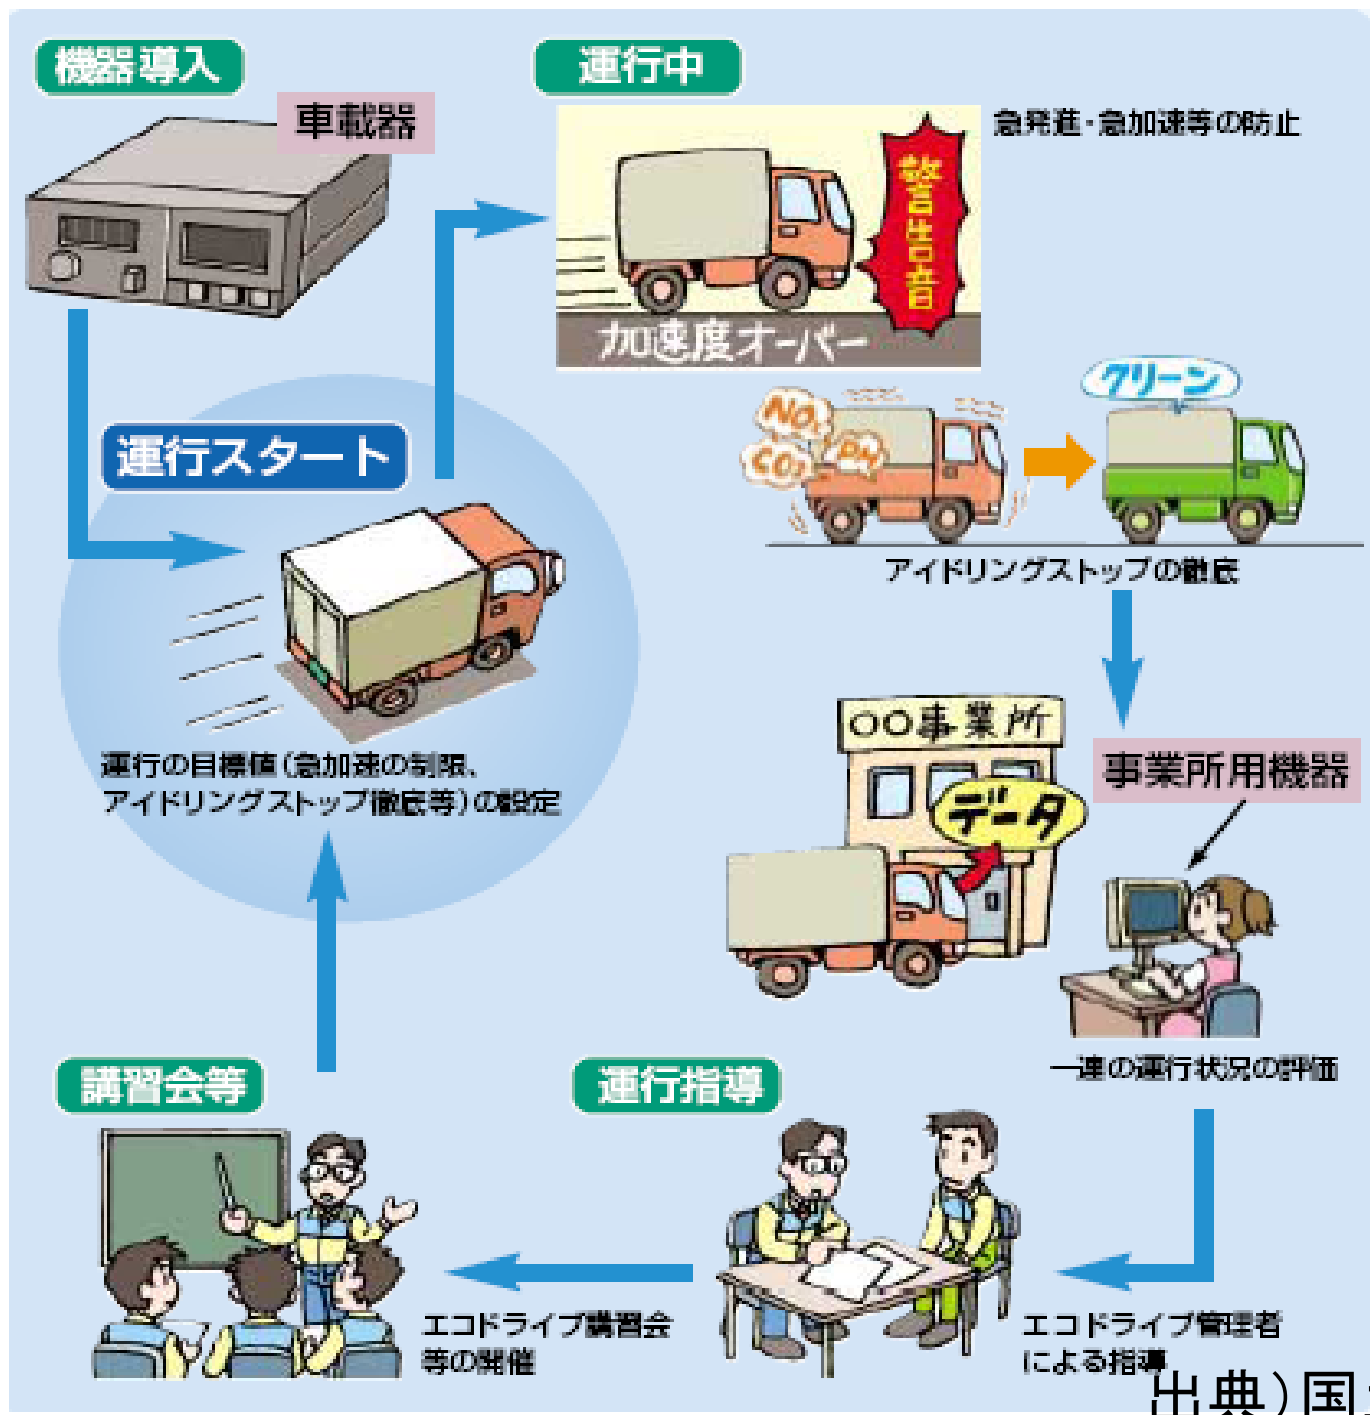 機器導入
車載器
運行中
急発進・急加速等の防止
警告音
加速度オーバー
NOx
CO2
PM
クリーン
アイドリングストップの徹底
運行スタート
運行の目標値（急加速の制限、
アイドリングストップ徹底等）の設定
〇〇事業所
データ
事業所用機器
一連の運行状況の評価
運行指導
エコドライブ管理者
による指導
講習会等
エコドライブ講習会
等の開催
出典）国